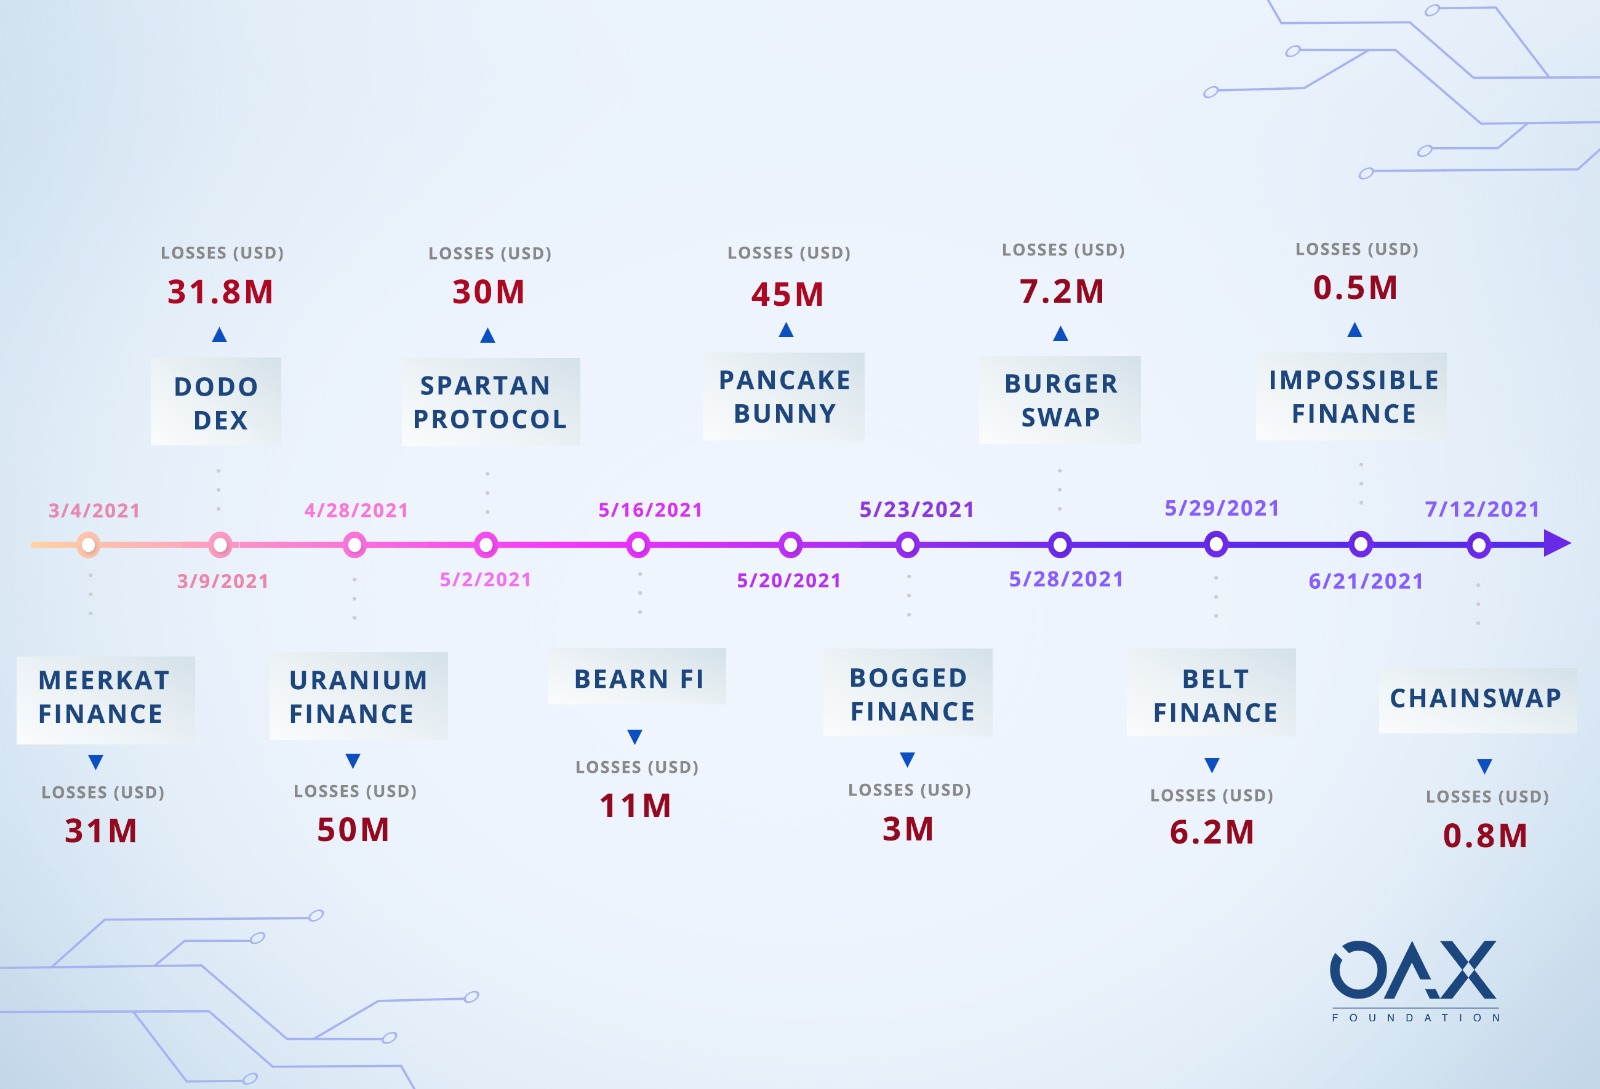 LOSSES (USD)
31.8M
DODO
DEX
LOSSES (USD)
30M
SPARTAN
PROTOCOL
LOSSES (USD)
45M
PANCAKE
BUNNY
LOSSES (USD)
7.2M
BURGER
SWAP
LOSSES (USD)
0.5M
IMPOSSIBLE
FINANCE
3/4/2021
4/28/2021
5/16/2021
5/23/2021
5/29/2021
7/12/2021
3/9/2021
5/2/2021
5/20/2021
5/28/2021
6/21/2021
MEERKAT
FINANCE
LOSSES (USD)
31M
URANIUM
FINANCE
LOSSES (USD)
50M
BEARN FI
LOSSES (USD)
11M
BOGGED
FINANCE
LOSSES (USD)
3M
BELT
FINANCE
LOSSES (USD)
6.2M
CHAINSWAP
LOSSES (USD)
0.8M
OAX
FOUNDATION